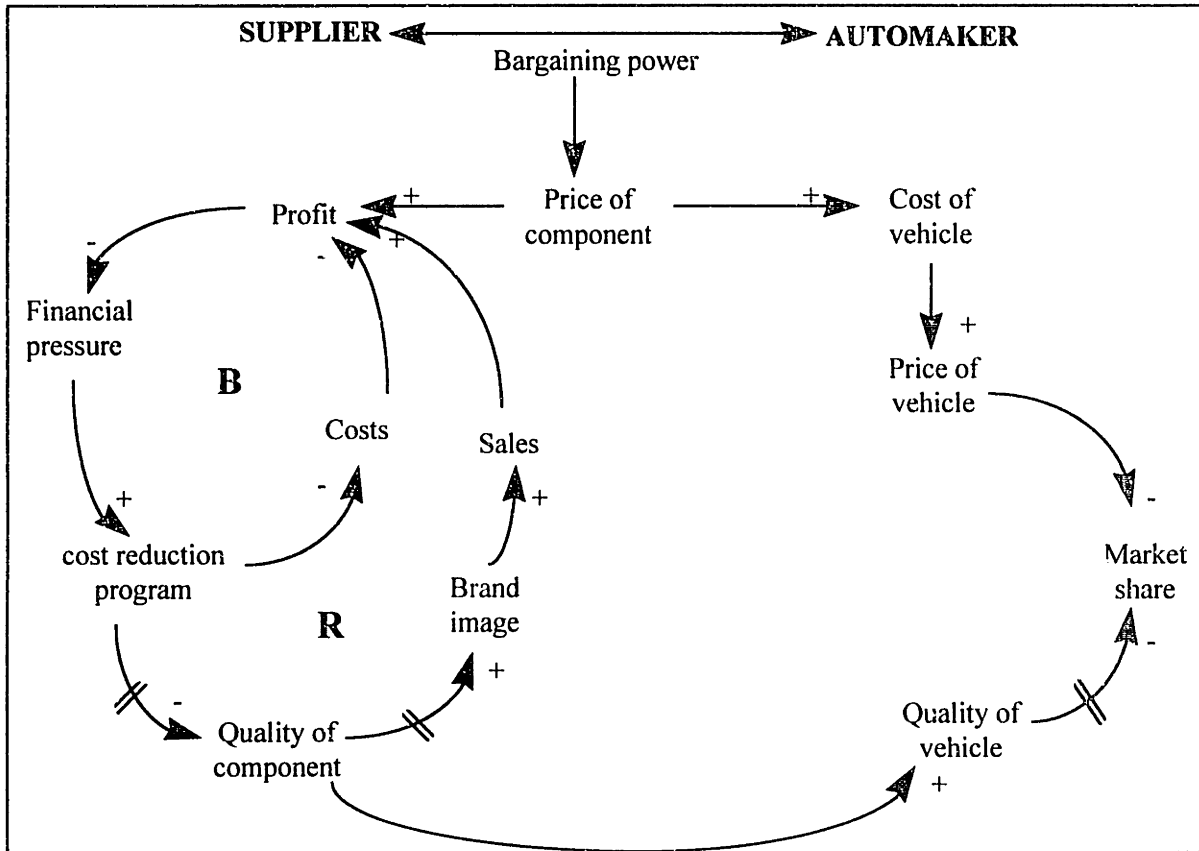 SUPPLIER
AUTOMAKER
Bargaining power
Profit
+
Price of
component
+
Cost of
vehicle
+
-
-
Financial
pressure
+
Price of
vehicle
B
Costs
Sales
-
+
+
-
cost reduction
program
Market
share
Brand
image
R
-
+
-
Quality of
component
Quality of
vehicle
+